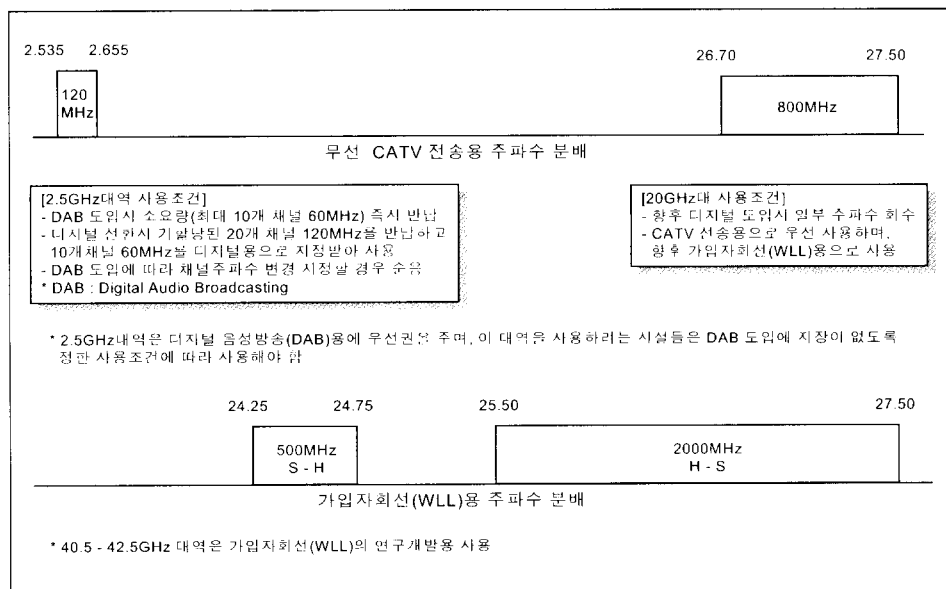 2.535 2.655 26.70 27.50
120
MHz
800MHz
무선 CATV 전송용 주파수 분배
[2.5GHz대역 사용조건]
- DAB 도입시 소요량(최대 10개 채널 60MHz) 즉시 반납
- 디지털 전환시 기할당된 20개 채널 120MHz를 반납하고
10개채널 60MHz를 디지털용으로 지정받아 사용
- DAB 도입에 따라 채널주파수 변경 지정할 경우 순응
* DAB : Digital Audio Broadcasting
[20GHz대 사용조건]
- 향후 디지털 도입시 일부 주파수 회수
- CATV 전송용으로 우선 사용하며,
향후 가입자회선(WLL)용으로 사용
* 2.5GHz대역은 디지털 음성방송(DAB)용에 우선권을 주며, 이 대역을 사용하려는 시설들은 DAB 도입에 지장이 없도록
정한 사용조건에 따라 사용해야 함
24.25 24.75 25.50 27.50
500MHz
S - H
2000MHz
H - S
가입자회선(WLL)용 주파수 분배
* 40.5 - 42.5GHz 대역은 가입자회선(WLL)의 연구개발용 사용